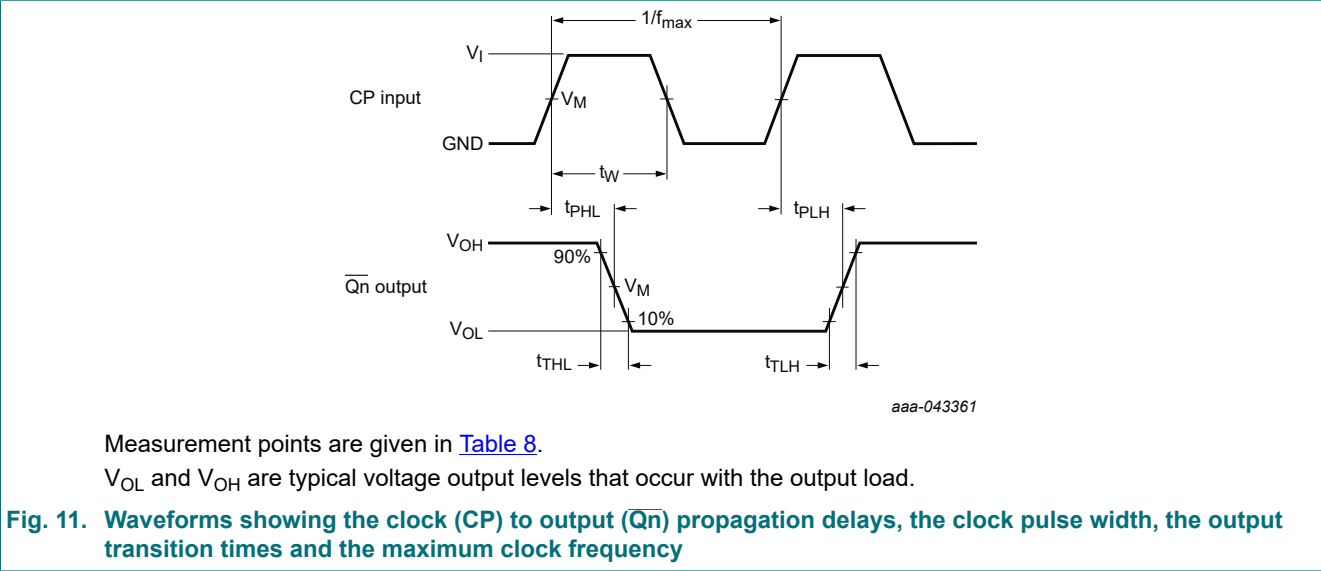 1/fmax
VI
CP input
VM
GND
tW
tPHL
tPLH
VOH
90%
Q̅n̅ output
VM
10%
VOL
tTHL
tTLH
aaa-043361
Measurement points are given in Table 8.
VOL and VOH are typical voltage output levels that occur with the output load.
Fig. 11. Waveforms showing the clock (CP) to output (Q̅n̅) propagation delays, the clock pulse width, the output
transition times and the maximum clock frequency